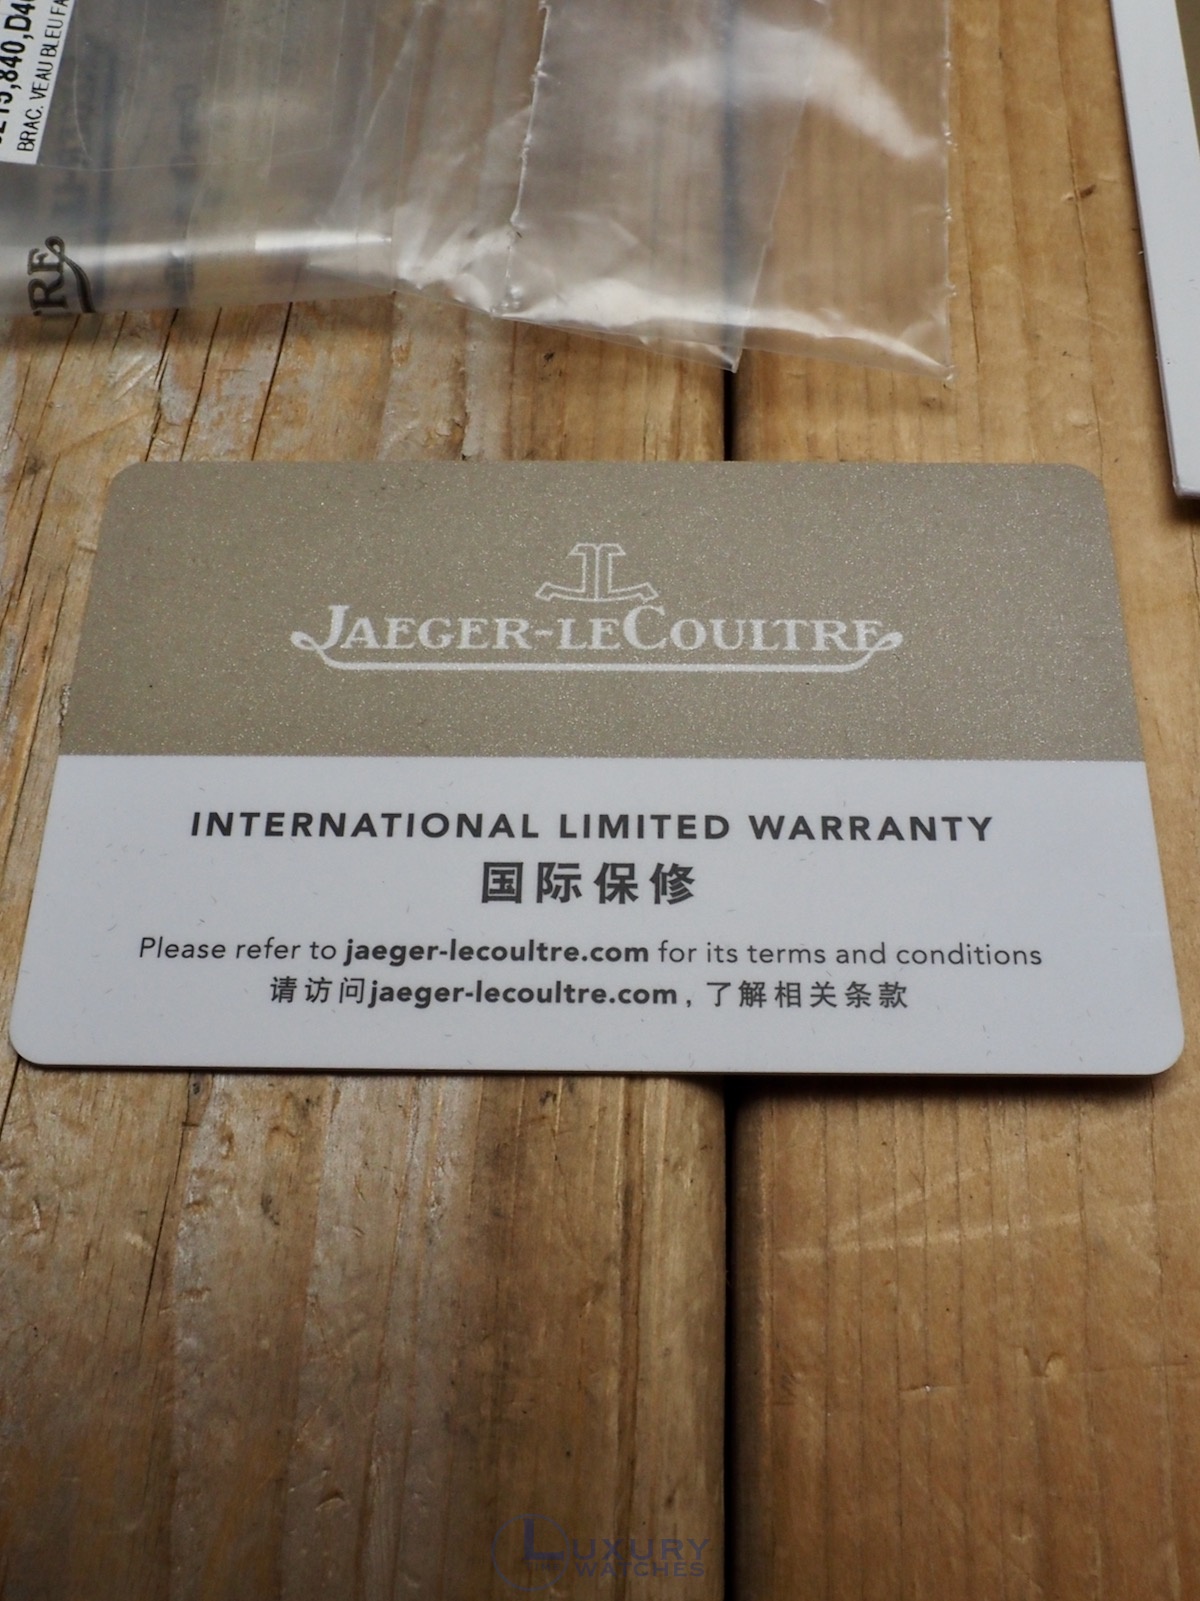 BRAC. VEAU BLEU
JAEGER-LECOULTRE
INTERNATIONAL LIMITED WARRANTY
国际保修
Please refer to jaeger-lecoultre.com for its terms and conditions
请访问jaeger-lecoultre.com，了解相关条款
LUXURY
WATCHES